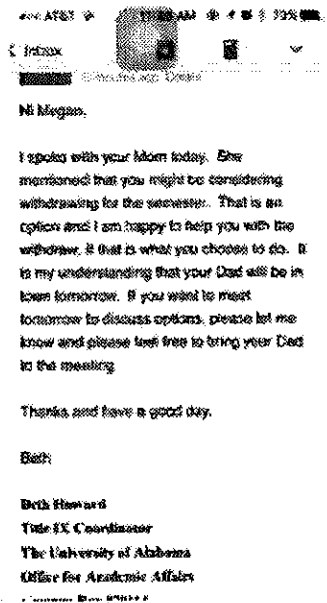 AT&T
Inbox
Details
Hi Megan,
I spoke with your Mom today. She
mentioned that you might be considering
withdrawing for the semester. That is an
option and I am happy to help you with the
withdraw, if that is what you choose to do. It
is my understanding that your Dad will be in
town tomorrow. If you want to meet
tomorrow to discuss options, please let me
know and please feel free to bring your Dad
to the meeting.
Thanks and have a good day.
Beth
Beth Howard
Title IX Coordinator
The University of Alabama
Office for Academic Affairs